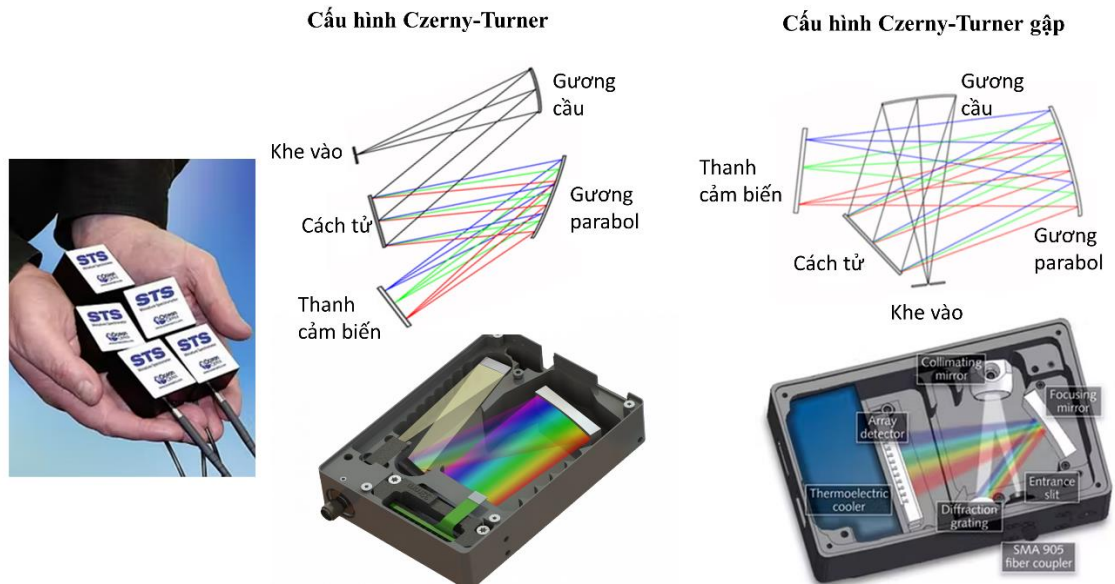 Cấu hình Czerny-Turner
Gương
cầu
Khe vào
Cách tử
Gương
parabol
Thanh
cảm biến
Cấu hình Czerny-Turner gập
Gương
cầu
Thanh
cảm biến
Cách tử
Gương
parabol
Khe vào
STS
STS
STS
STS
STS
Collimating
mirror
Focusing
mirror
Array
detector
Thermoelectric
cooler
Entrance
slit
Diffraction
grating
SMA 905
fiber coupler